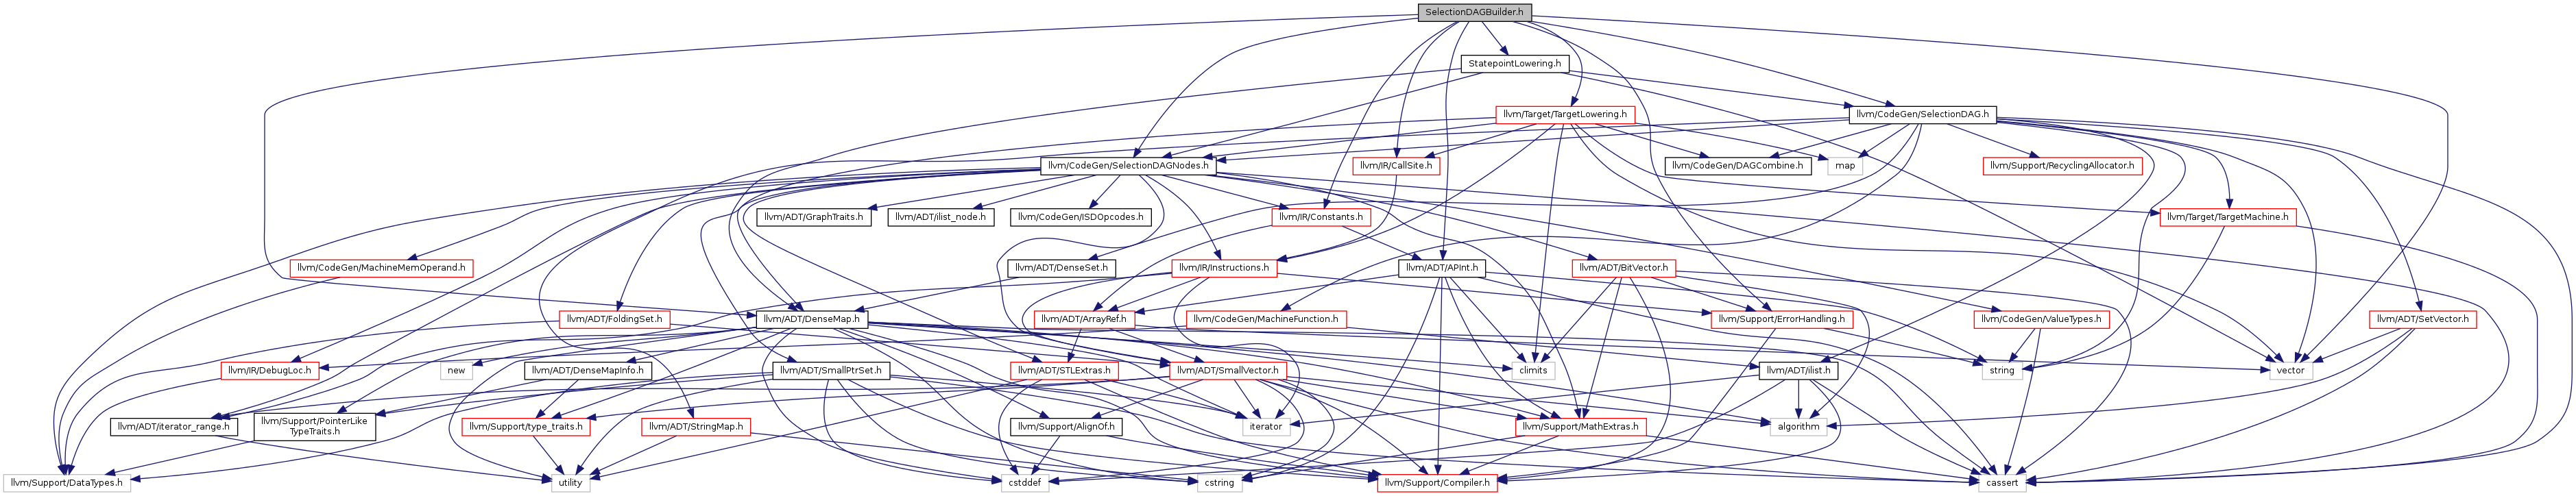 SelectionDAGBuilder.h
StatepointLowering.h
llvm/Target/TargetLowering.h
llvm/CodeGen/SelectionDAG.h
llvm/CodeGen/SelectionDAGNodes.h
llvm/IR/CallSite.h
llvm/CodeGen/DAGCombine.h
map
llvm/Support/RecyclingAllocator.h
llvm/ADT/GraphTraits.h
llvm/ADT/ilist_node.h
llvm/CodeGen/ISDOpcodes.h
llvm/IR/Constants.h
llvm/Target/TargetMachine.h
llvm/CodeGen/MachineMemOperand.h
llvm/ADT/DenseSet.h
llvm/IR/Instructions.h
llvm/ADT/APInt.h
llvm/ADT/BitVector.h
llvm/ADT/FoldingSet.h
llvm/ADT/DenseMap.h
llvm/ADT/ArrayRef.h
llvm/CodeGen/MachineFunction.h
llvm/Support/ErrorHandling.h
llvm/CodeGen/ValueTypes.h
llvm/ADT/SetVector.h
llvm/IR/DebugLoc.h
new
llvm/ADT/DenseMapInfo.h
llvm/ADT/SmallPtrSet.h
llvm/ADT/STLExtras.h
llvm/ADT/SmallVector.h
climits
llvm/ADT/ilist.h
string
vector
llvm/ADT/iterator_range.h
llvm/Support/PointerLike
TypeTraits.h
llvm/Support/type_traits.h
llvm/ADT/StringMap.h
llvm/Support/AlignOf.h
iterator
llvm/Support/MathExtras.h
algorithm
llvm/Support/DataTypes.h
utility
cstddef
cstring
llvm/Support/Compiler.h
cassert